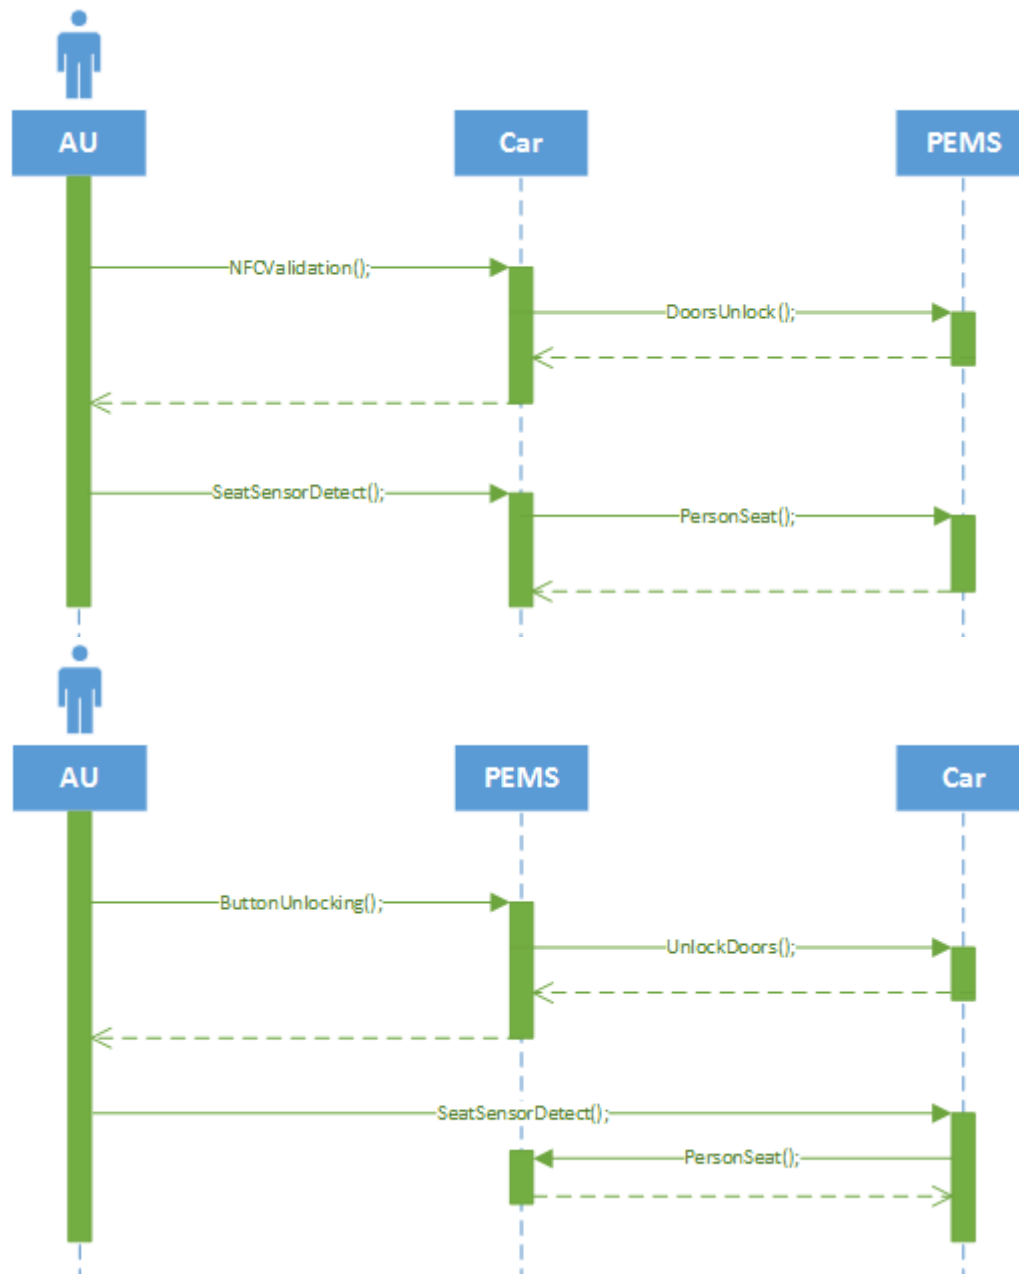 AU
Car
PEMS
NFCValidation();
DoorsUnlock();
SeatSensorDetect();
PersonSeat();
AU
PEMS
Car
ButtonUnlocking();
UnlockDoors();
SeatSensorDetect();
PersonSeat();